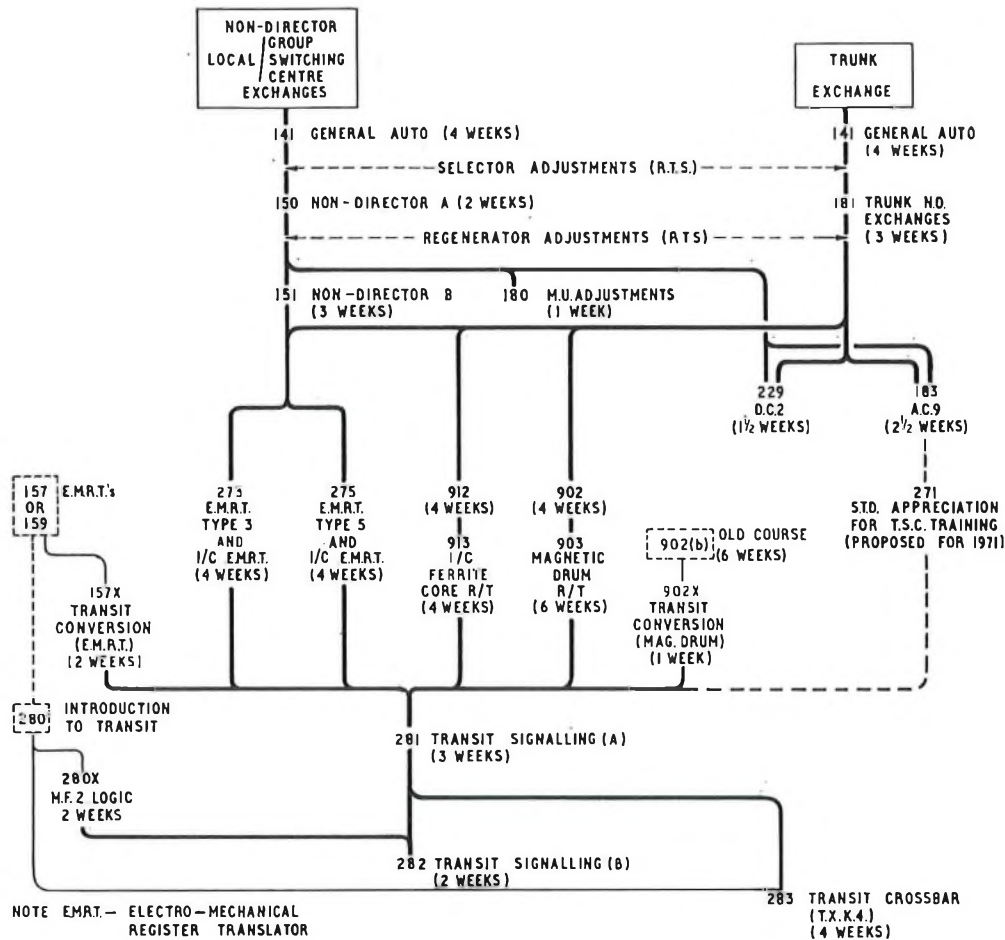 NON-DIRECTOR
LOCAL / GROUP
SWITCHING
CENTRE
EXCHANGES
TRUNK
EXCHANGE
141 GENERAL AUTO (4 WEEKS)
141 GENERAL AUTO
(4 WEEKS)
SELECTOR ADJUSTMENTS (R.T.S.)
150 NON-DIRECTOR A (2 WEEKS)
181 TRUNK N.D.
EXCHANGES
(3 WEEKS)
REGENERATOR ADJUSTMENTS (RTS)
151 NON-DIRECTOR B
(3 WEEKS)
180 M.U. ADJUSTMENTS
(1 WEEK)
229
D.C.2
(1½ WEEKS)
183
A.C.9
(2½ WEEKS)
157
OR
159
E.M.R.T.'s
273
E.M.R.T.
TYPE 3
AND
I/C E.M.R.T.
(4 WEEKS)
275
E.M.R.T.
TYPE 5
AND
I/C E.M.R.T.
(4 WEEKS)
912
(4 WEEKS)
913
I/C
FERRITE
CORE R/T
(4 WEEKS)
902
(4 WEEKS)
903
MAGNETIC
DRUM
R/T
(6 WEEKS)
902(b)
OLD COURSE
(6 WEEKS)
271
S.T.D. APPRECIATION
FOR T.S.C. TRAINING
(PROPOSED FOR 1971)
157X
TRANSIT
CONVERSION
(E.M.R.T.)
(2 WEEKS)
902X
TRANSIT
CONVERSION
(MAG. DRUM)
(1 WEEK)
280
INTRODUCTION
TO TRANSIT
281 TRANSIT SIGNALLING (A)
(3 WEEKS)
280X
M.F. 2 LOGIC
2 WEEKS
282 TRANSIT SIGNALLING (B)
(2 WEEKS)
283 TRANSIT CROSSBAR
(T.X.K.4.)
(4 WEEKS)
NOTE E.M.R.T. — ELECTRO-MECHANICAL
REGISTER TRANSLATOR